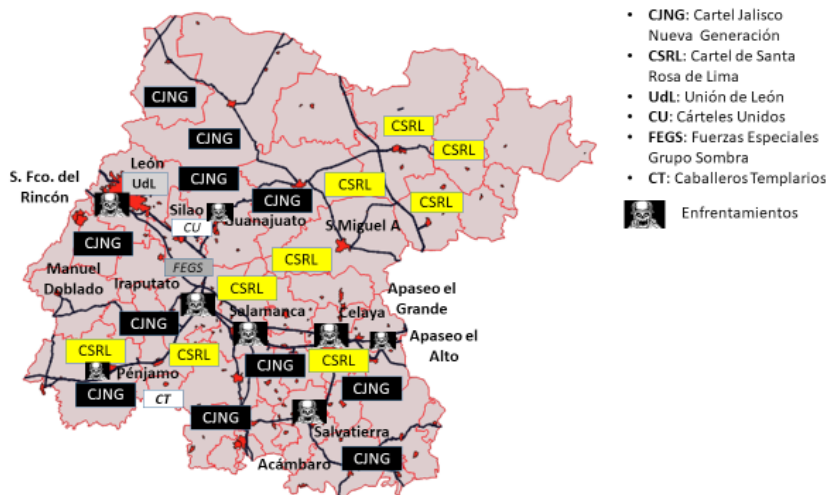 CJNG
CSRL
CJNG
CSRL
León
CJNG
S. Fco. del
Rincón
UdL
CSRL
Silao
CJNG
CSRL
Guanajuato
CU
S.Miguel A
CJNG
CSRL
Manuel
Doblado
FEGS
Iraputato
CSRL
Apaseo el
Grande
Salamanca
Celaya
CJNG
Apaseo el
Alto
CSRL
CSRL
CSRL
CJNG
Pénjamo
CJNG
CJNG
CT
CJNG
Salvatierra
Acámbaro
CJNG
• CJNG: Cartel Jalisco
Nueva Generación
• CSRL: Cartel de Santa
Rosa de Lima
• UdL: Unión de León
• CU: Cárteles Unidos
• FEGS: Fuerzas Especiales
Grupo Sombra
• CT: Caballeros Templarios
Enfrentamientos